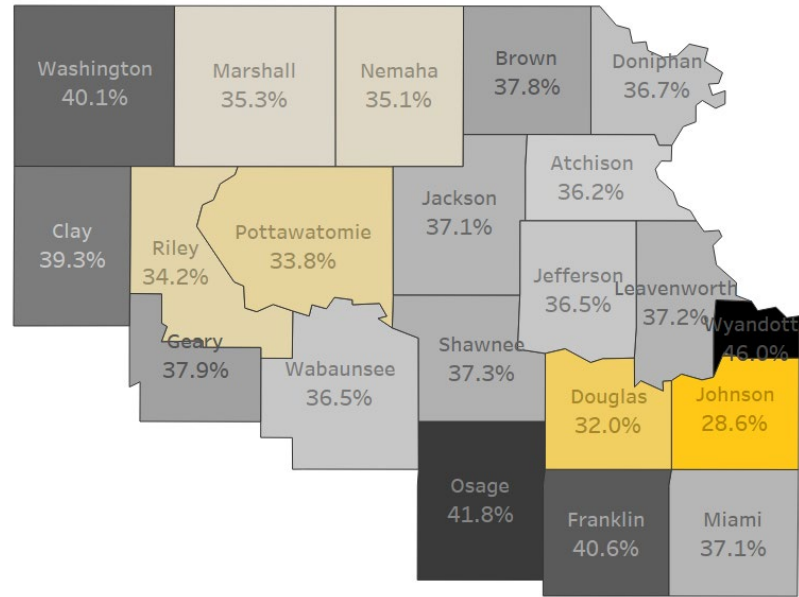 Washington
40.1%
Marshall
35.3%
Nemaha
35.1%
Brown
37.8%
Doniphan
36.7%
Atchison
36.2%
Jackson
37.1%
Clay
39.3%
Riley
34.2%
Pottawatomie
33.8%
Jefferson
36.5%
Leavenworth
37.2%
Wyandott
46.0%
Geary
37.9%
Wabaunsee
36.5%
Shawnee
37.3%
Douglas
32.0%
Johnson
28.6%
Osage
41.8%
Franklin
40.6%
Miami
37.1%